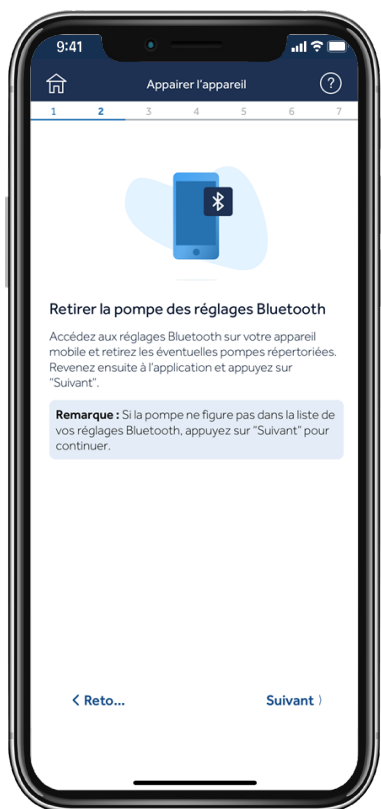 9:41
Appairer l'appareil
?
1 2 3 4 5 6 7
Retirer la pompe des réglages Bluetooth
Accédez aux réglages Bluetooth sur votre appareil
mobile et retirez les éventuelles pompes répertoriées.
Revenez ensuite à l'application et appuyez sur
"Suivant".
Remarque : Si la pompe ne figure pas dans la liste de
vos réglages Bluetooth, appuyez sur "Suivant" pour
continuer.
< Reto...
Suivant ⟩